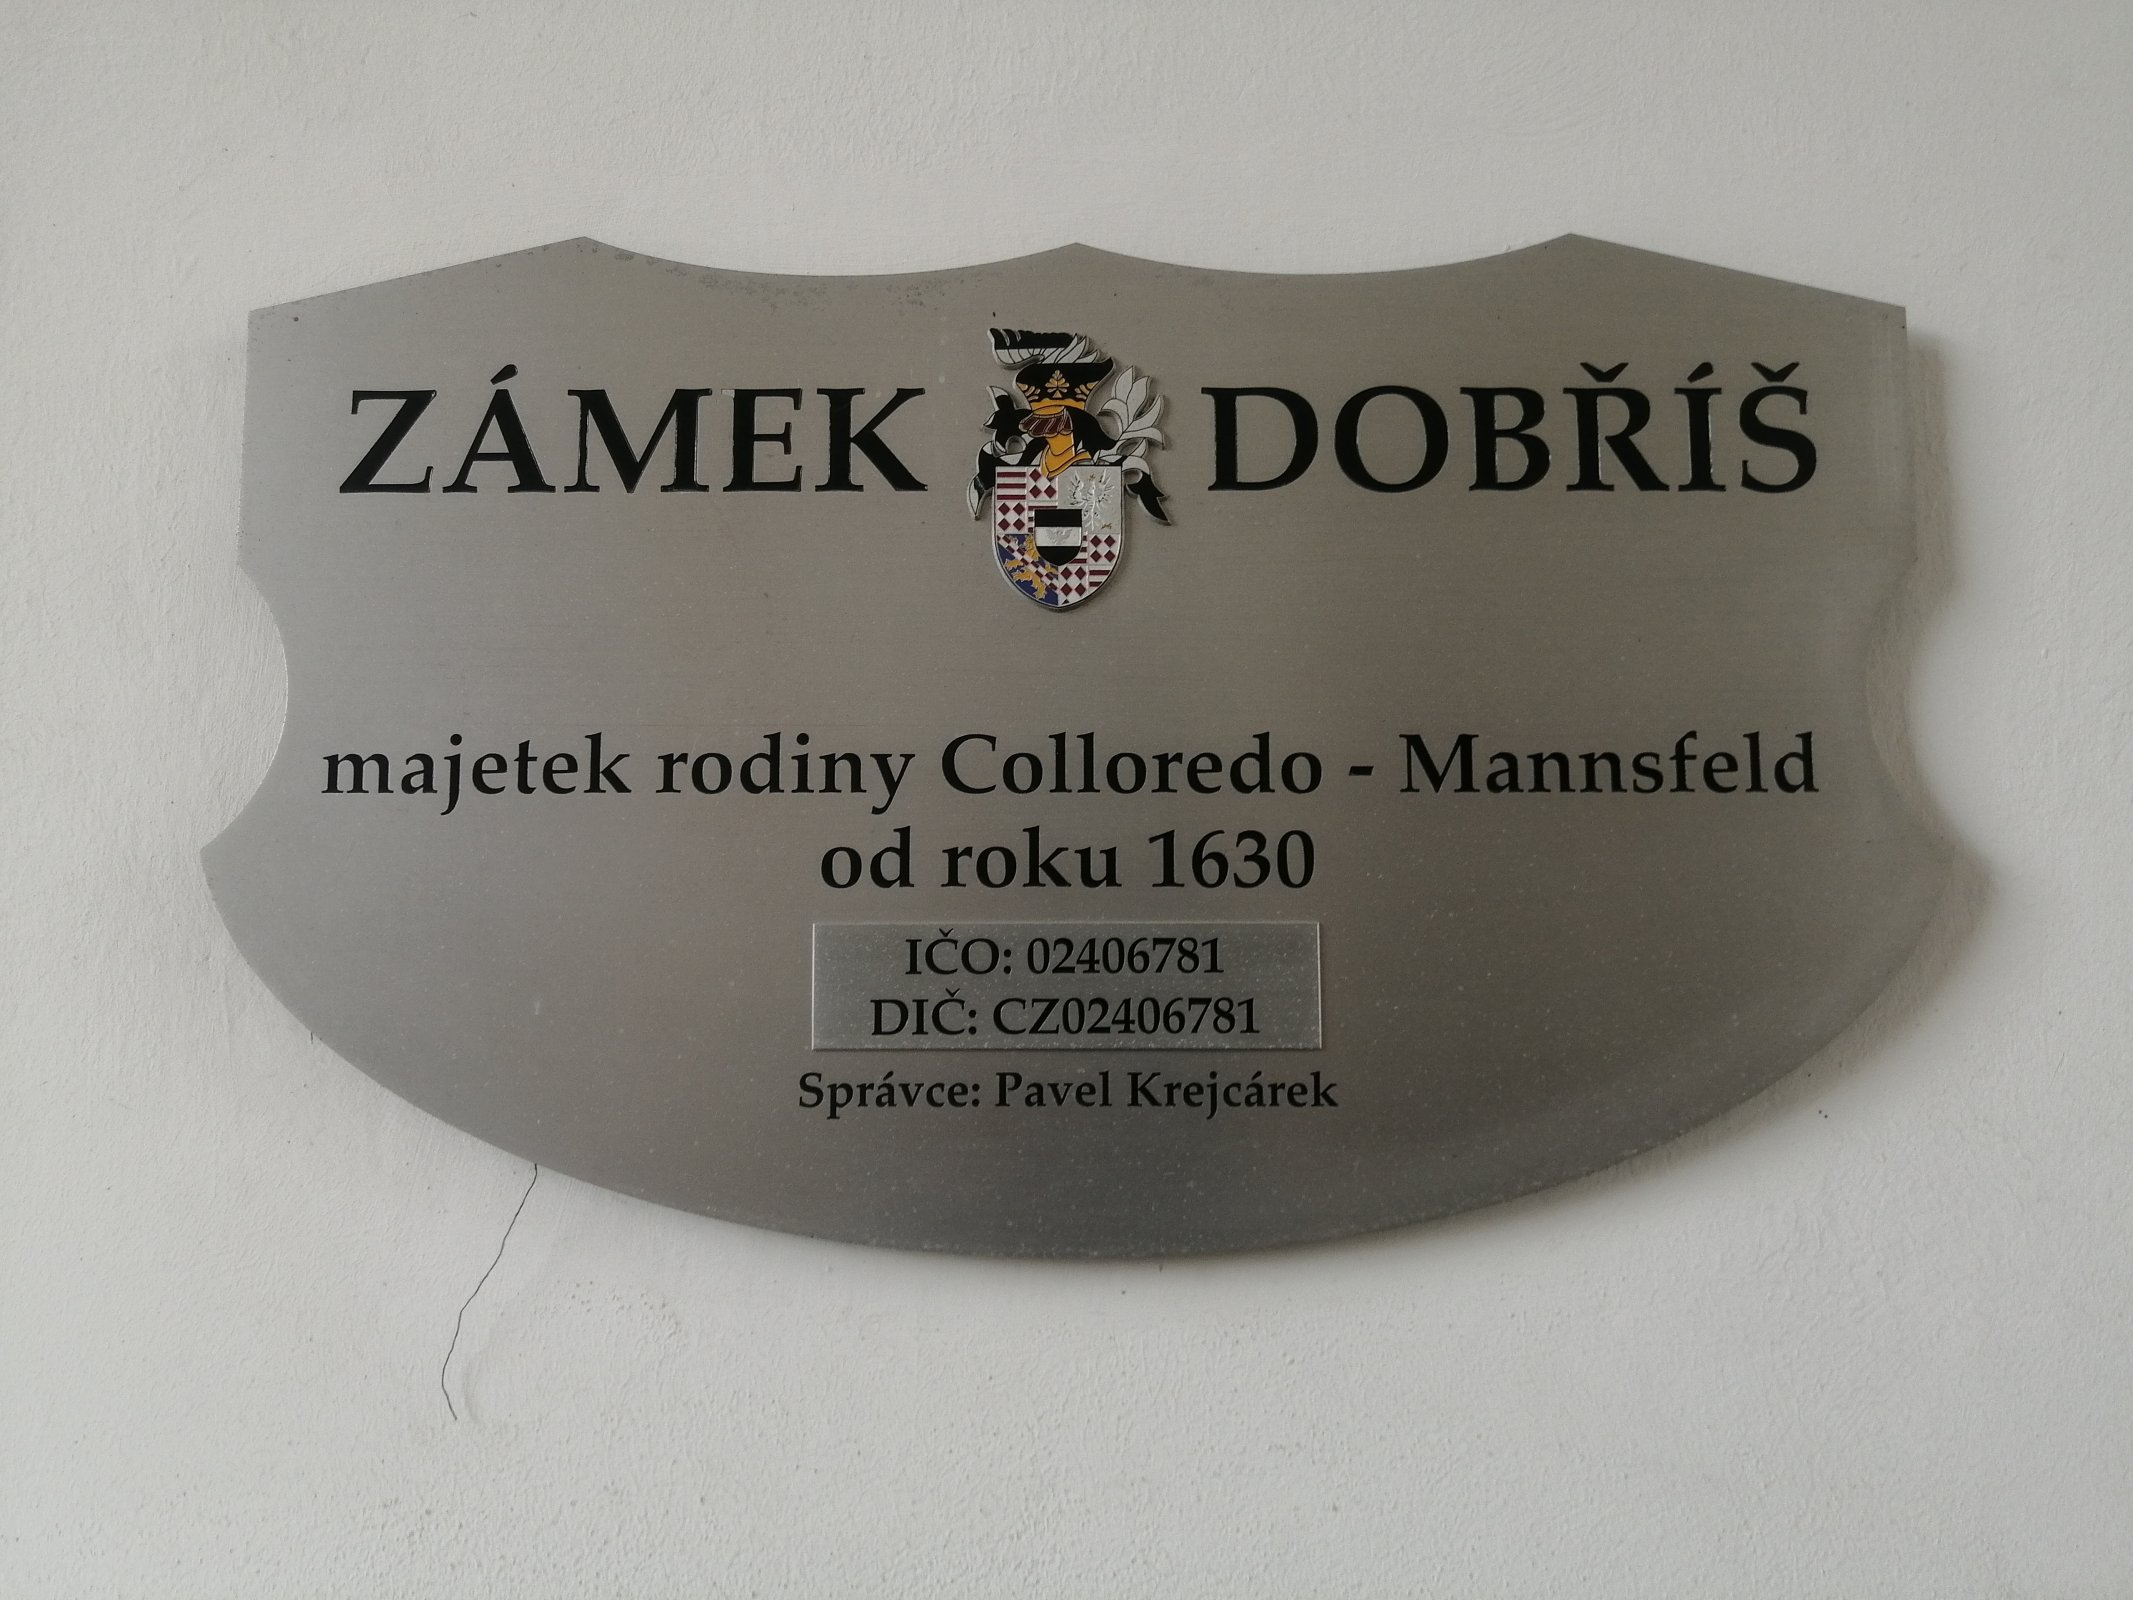 ZÁMEK DOBŘÍŠ
majetek rodiny Colloredo - Mannsfeld
od roku 1630
IČO: 02406781
DIČ: CZ02406781
Správce: Pavel Krejcárek